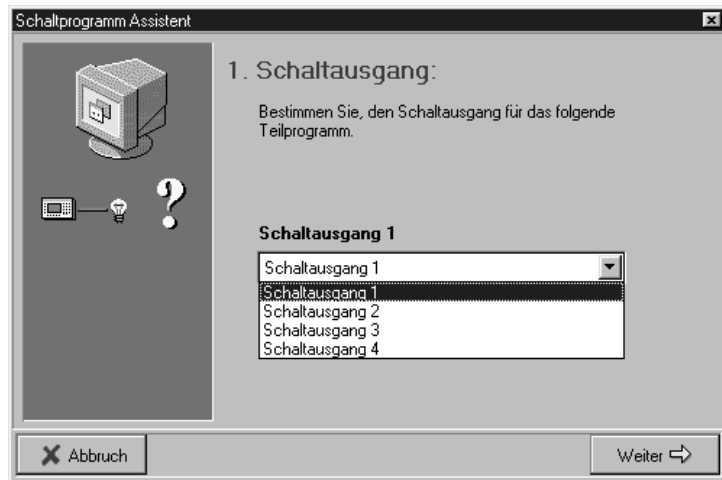 Schaltprogramm Assistent
1. Schaltausgang:
Bestimmen Sie, den Schaltausgang für das folgende
Teilprogramm.
Schaltausgang 1
Schaltausgang 1
Schaltausgang 1
Schaltausgang 2
Schaltausgang 3
Schaltausgang 4
Abbruch
Weiter